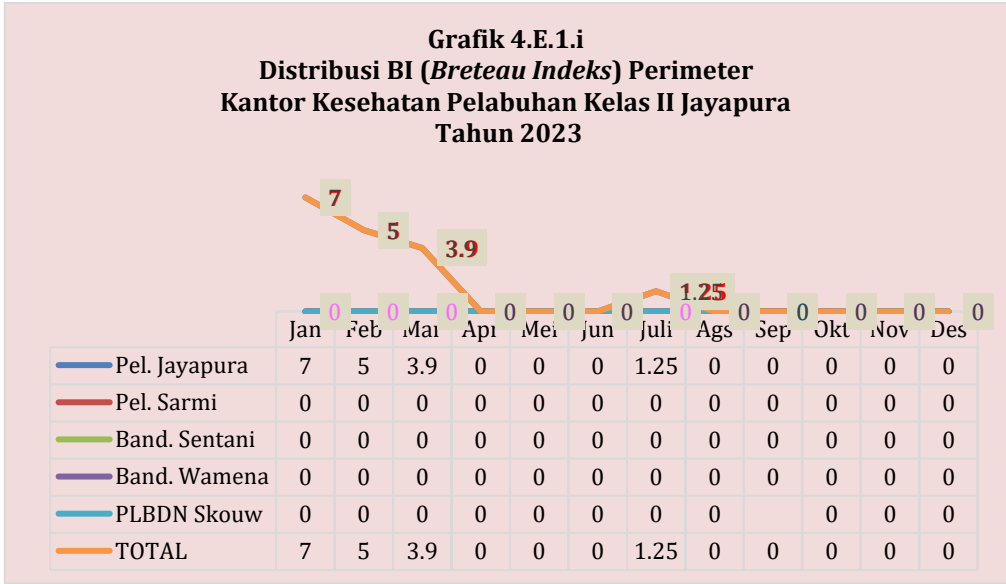 Grafik 4.E.1.i
Distribusi BI (Breteau Indeks) Perimeter
Kantor Kesehatan Pelabuhan Kelas II Jayapura
Tahun 2023
7
5
3.9
1.25
0 0 0 0 0 0 0 0 0 0 0 0
Jan Feb Mar Apr Mei Jun Juli Ags Sep Okt Nov Des
Pel. Jayapura 7 5 3.9 0 0 0 1.25 0 0 0 0 0
Pel. Sarmi 0 0 0 0 0 0 0 0 0 0 0 0
Band. Sentani 0 0 0 0 0 0 0 0 0 0 0 0
Band. Wamena 0 0 0 0 0 0 0 0 0 0 0 0
PLBDN Skouw 0 0 0 0 0 0 0 0 0 0 0
TOTAL 7 5 3.9 0 0 0 1.25 0 0 0 0 0